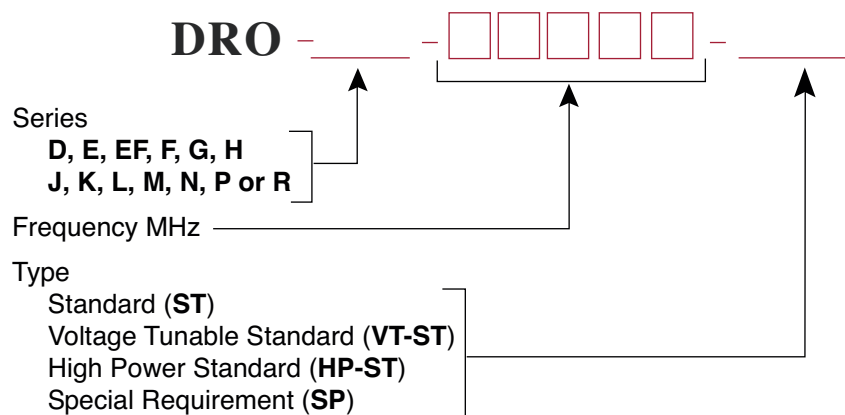 DRO - - -
Series
D, E, EF, F, G, H
J, K, L, M, N, P or R
Frequency MHz
Type
Standard (ST)
Voltage Tunable Standard (VT-ST)
High Power Standard (HP-ST)
Special Requirement (SP)